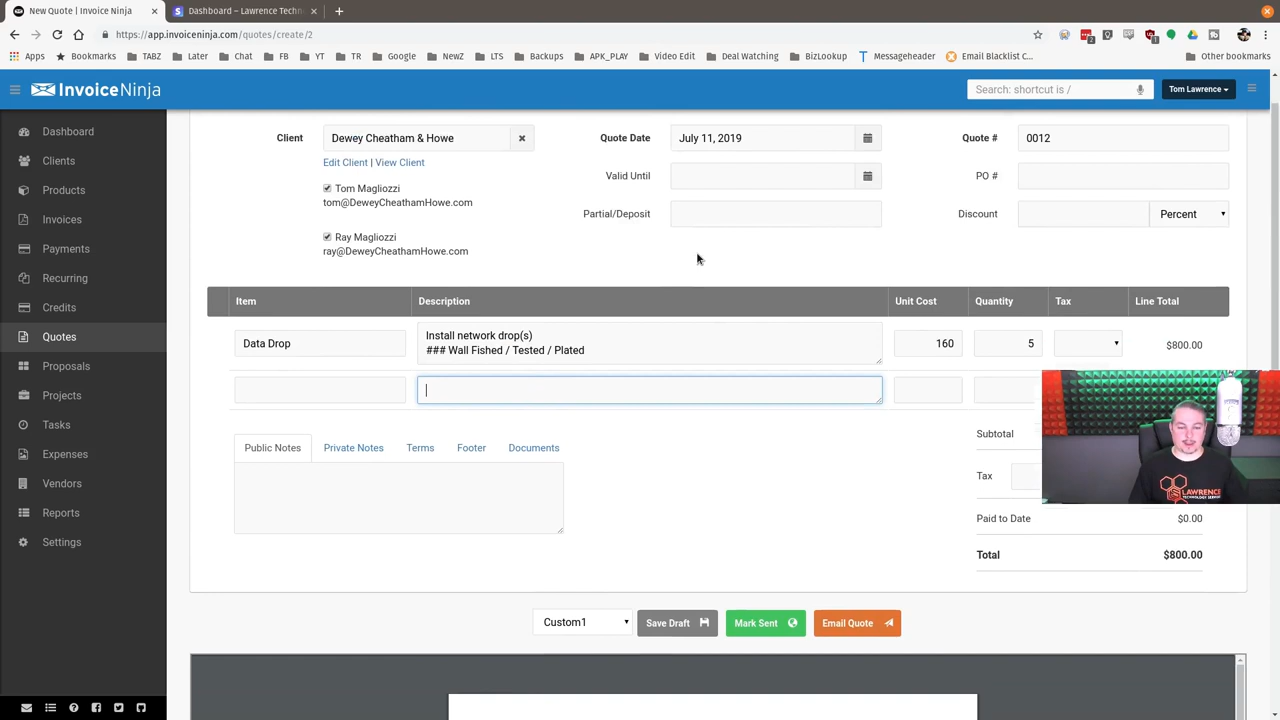 New Quote | Invoice Ninja
Dashboard – Lawrence Techn
https://app.invoiceninja.com/quotes/create/2
Apps
Bookmarks
TABZ
Later
Chat
FB
YT
TR
Google
NewZ
LTS
Backups
APK_PLAY
Video Edit
Deal Watching
BizLookup
Messageheader
Email Blacklist C...
Other bookmarks
InvoiceNinja
Search: shortcut is /
Tom Lawrence
Dashboard
Clients
Products
Invoices
Payments
Recurring
Credits
Quotes
Proposals
Projects
Tasks
Expenses
Vendors
Reports
Settings
Client
Dewey Cheatham & Howe
Edit Client | View Client
Tom Magliozzi
tom@DeweyCheathamHowe.com
Ray Magliozzi
ray@DeweyCheathamHowe.com
Quote Date
July 11, 2019
Valid Until
Partial/Deposit
Quote #
0012
PO #
Discount
Percent
Item
Description
Unit Cost
Quantity
Tax
Line Total
Data Drop
Install network drop(s)
### Wall Fished / Tested / Plated
160
5
$800.00
Public Notes
Private Notes
Terms
Footer
Documents
Subtotal
Tax
Paid to Date
$0.00
Total
$800.00
LAWRENCE
Custom1
Save Draft
Mark Sent
Email Quote